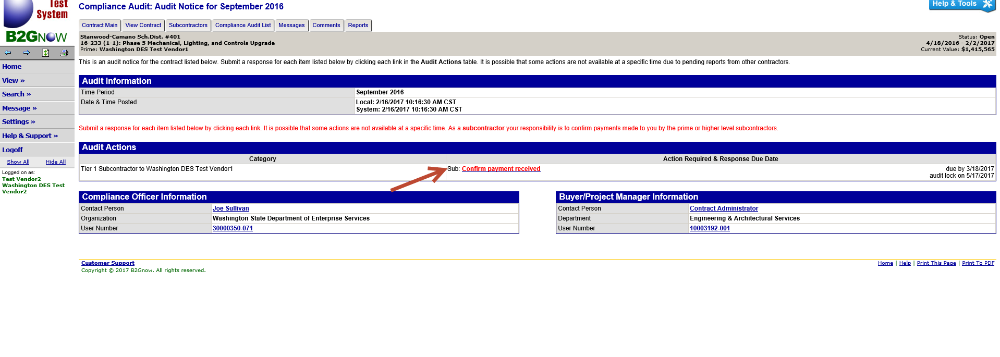 Test
System
B2GNOW
Home
View »
Search »
Message »
Settings »
Help & Support »
Logoff
Show All Hide All
Logged on as:
Test Vendor2
Washington DES Test
Vendor2
Compliance Audit: Audit Notice for September 2016
Help & Tools
Contract Main View Contract Subcontractors Compliance Audit List Messages Comments Reports
Stanwood-Camano Sch.Dist. #401
16-233 (1-1): Phase 5 Mechanical, Lighting, and Controls Upgrade
Prime: Washington DES Test Vendor1
Status: Open
4/18/2016 - 2/2/2017
Current Value: $1,415,565
This is an audit notice for the contract listed below. Submit a response for each item listed below by clicking each link in the Audit Actions table. It is possible that some actions are not available at a specific time due to pending reports from other contractors.
Audit Information
Time Period September 2016
Date & Time Posted Local: 2/16/2017 10:16:30 AM CST
System: 2/16/2017 10:16:30 AM CST
Submit a response for each item listed below by clicking each link. It is possible that some actions are not available at a specific time. As a subcontractor your responsibility is to confirm payments made to you by the prime or higher level subcontractors.
Audit Actions
Category Action Required & Response Due Date
Tier 1 Subcontractor to Washington DES Test Vendor1 Sub: Confirm payment received due by 3/18/2017
audit lock on 5/17/2017
Compliance Officer Information
Contact Person Joe Sullivan
Organization Washington State Department of Enterprise Services
User Number 30000350-071
Buyer/Project Manager Information
Contact Person Contract Administrator
Department Engineering & Architectural Services
User Number 10003192-001
Customer Support
Copyright © 2017 B2Gnow. All rights reserved.
Home | Help | Print This Page | Print To PDF